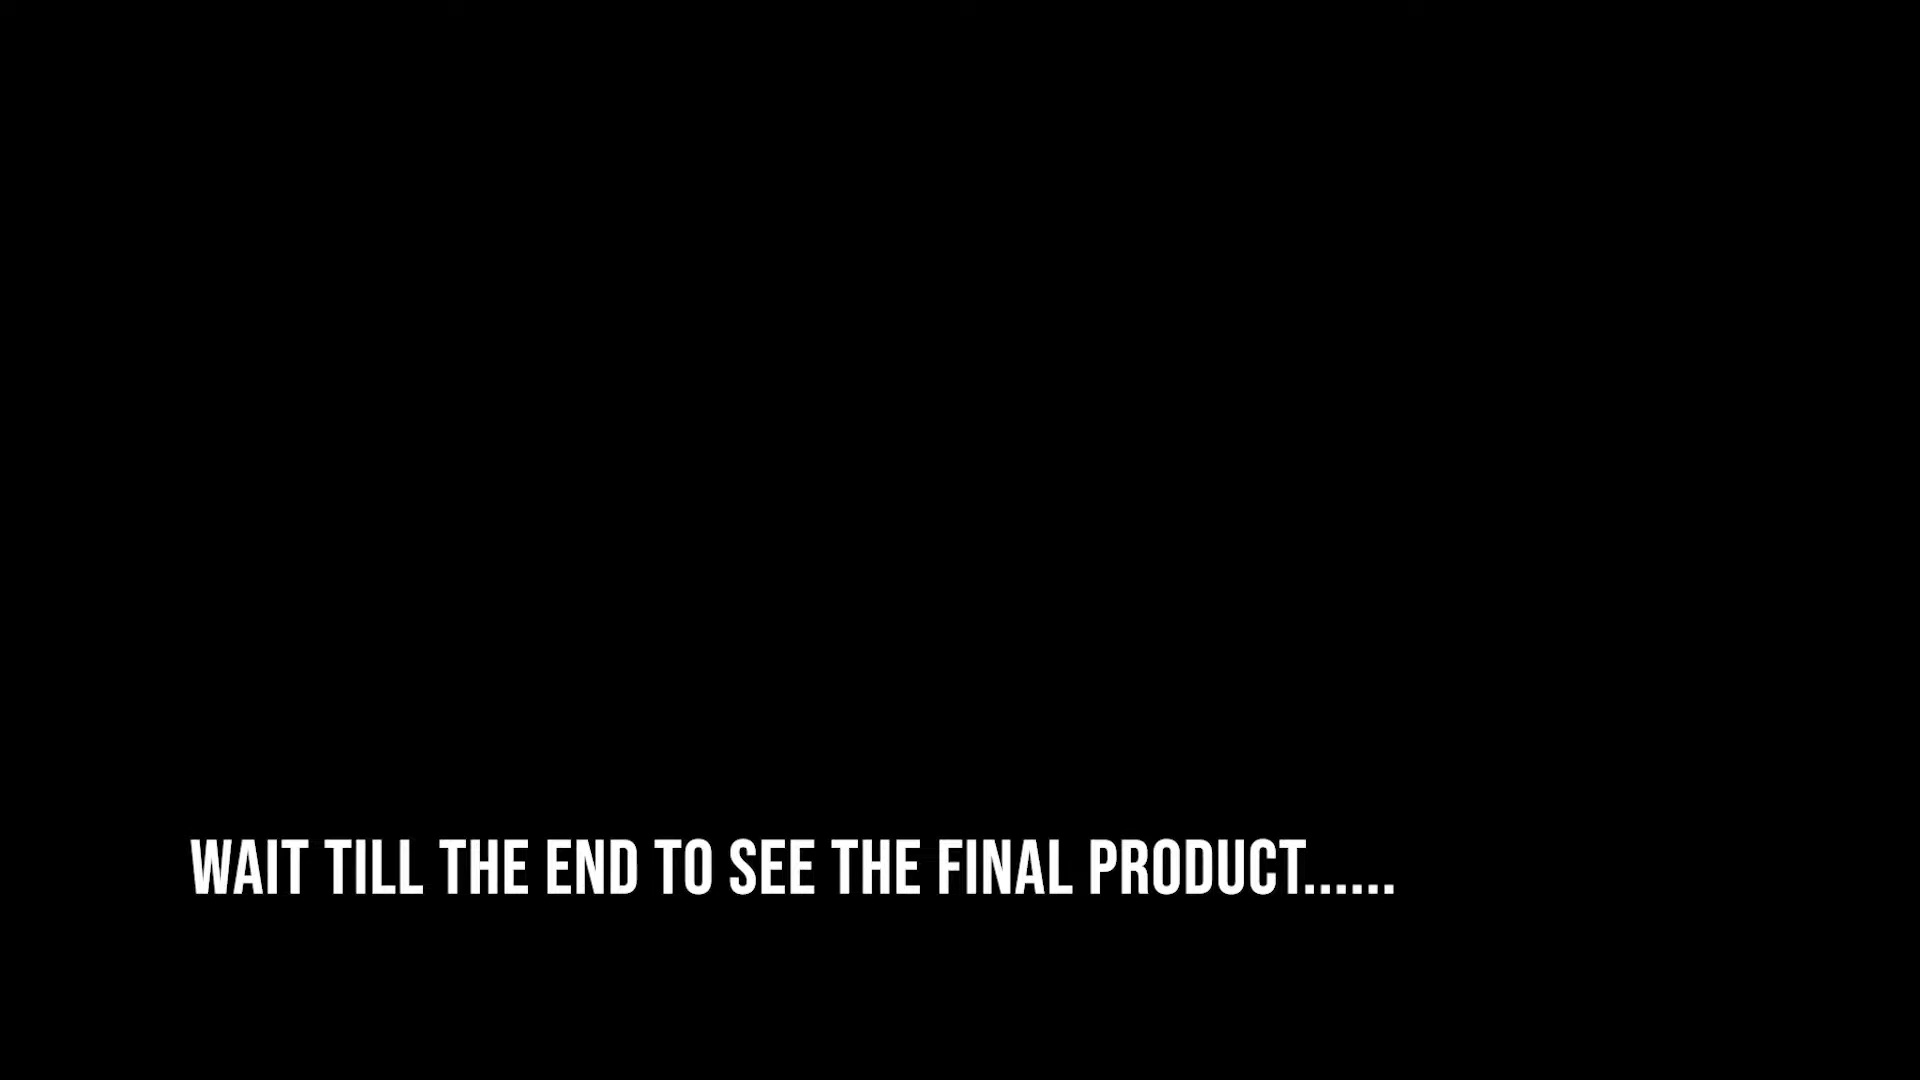 WAIT TILL THE END TO SEE THE FINAL PRODUCT......